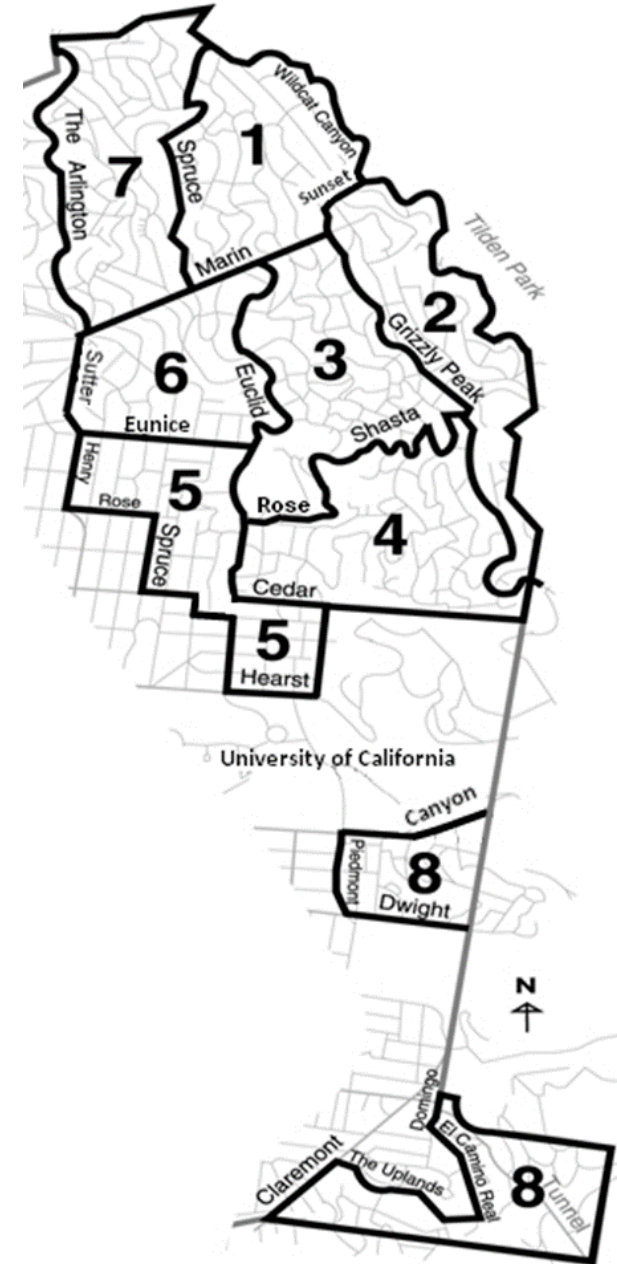 Wildcat Canyon
The Arlington
7
1
Spruce
Sunset
Tilden Park
Marin
2
Grizzly Peak
3
Sutter
6
Euclid
Eunice
Shasta
Henry
5
Rose
Rose
Spruce
4
Cedar
5
Hearst
University of California
Canyon
Piedmont
8
Dwight
N
Domingo
El Camino Real
Claremont
The Uplands
8
Tunnel